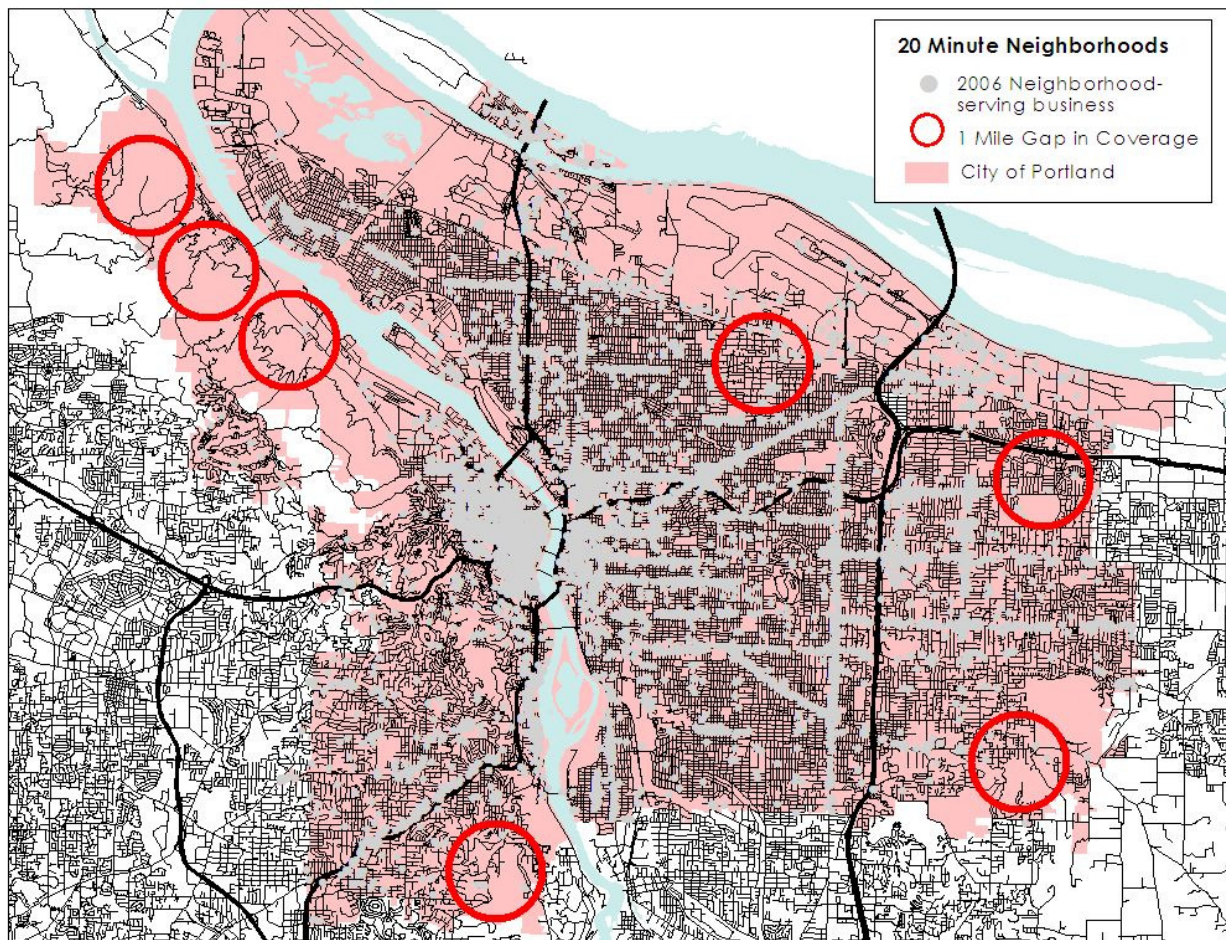 20 Minute Neighborhoods
2006 Neighborhood-
serving business
1 Mile Gap in Coverage
City of Portland